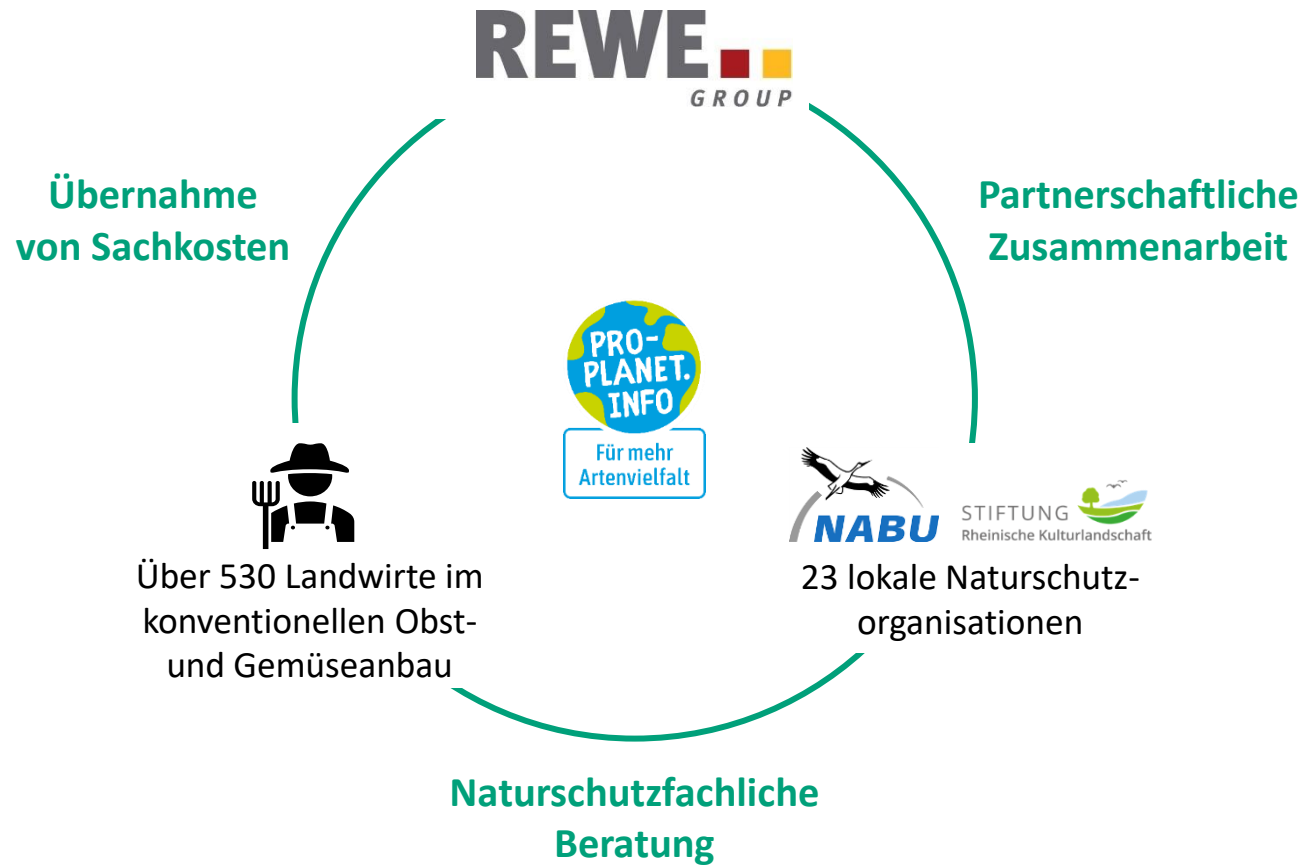 REWE
GROUP
Übernahme
von Sachkosten
Partnerschaftliche
Zusammenarbeit
PRO-
PLANET.
INFO
Für mehr
Artenvielfalt
NABU
STIFTUNG
Rheinische Kulturlandschaft
Über 530 Landwirte im
konventionellen Obst-
und Gemüseanbau
23 lokale Naturschutz-
organisationen
Naturschutzfachliche
Beratung